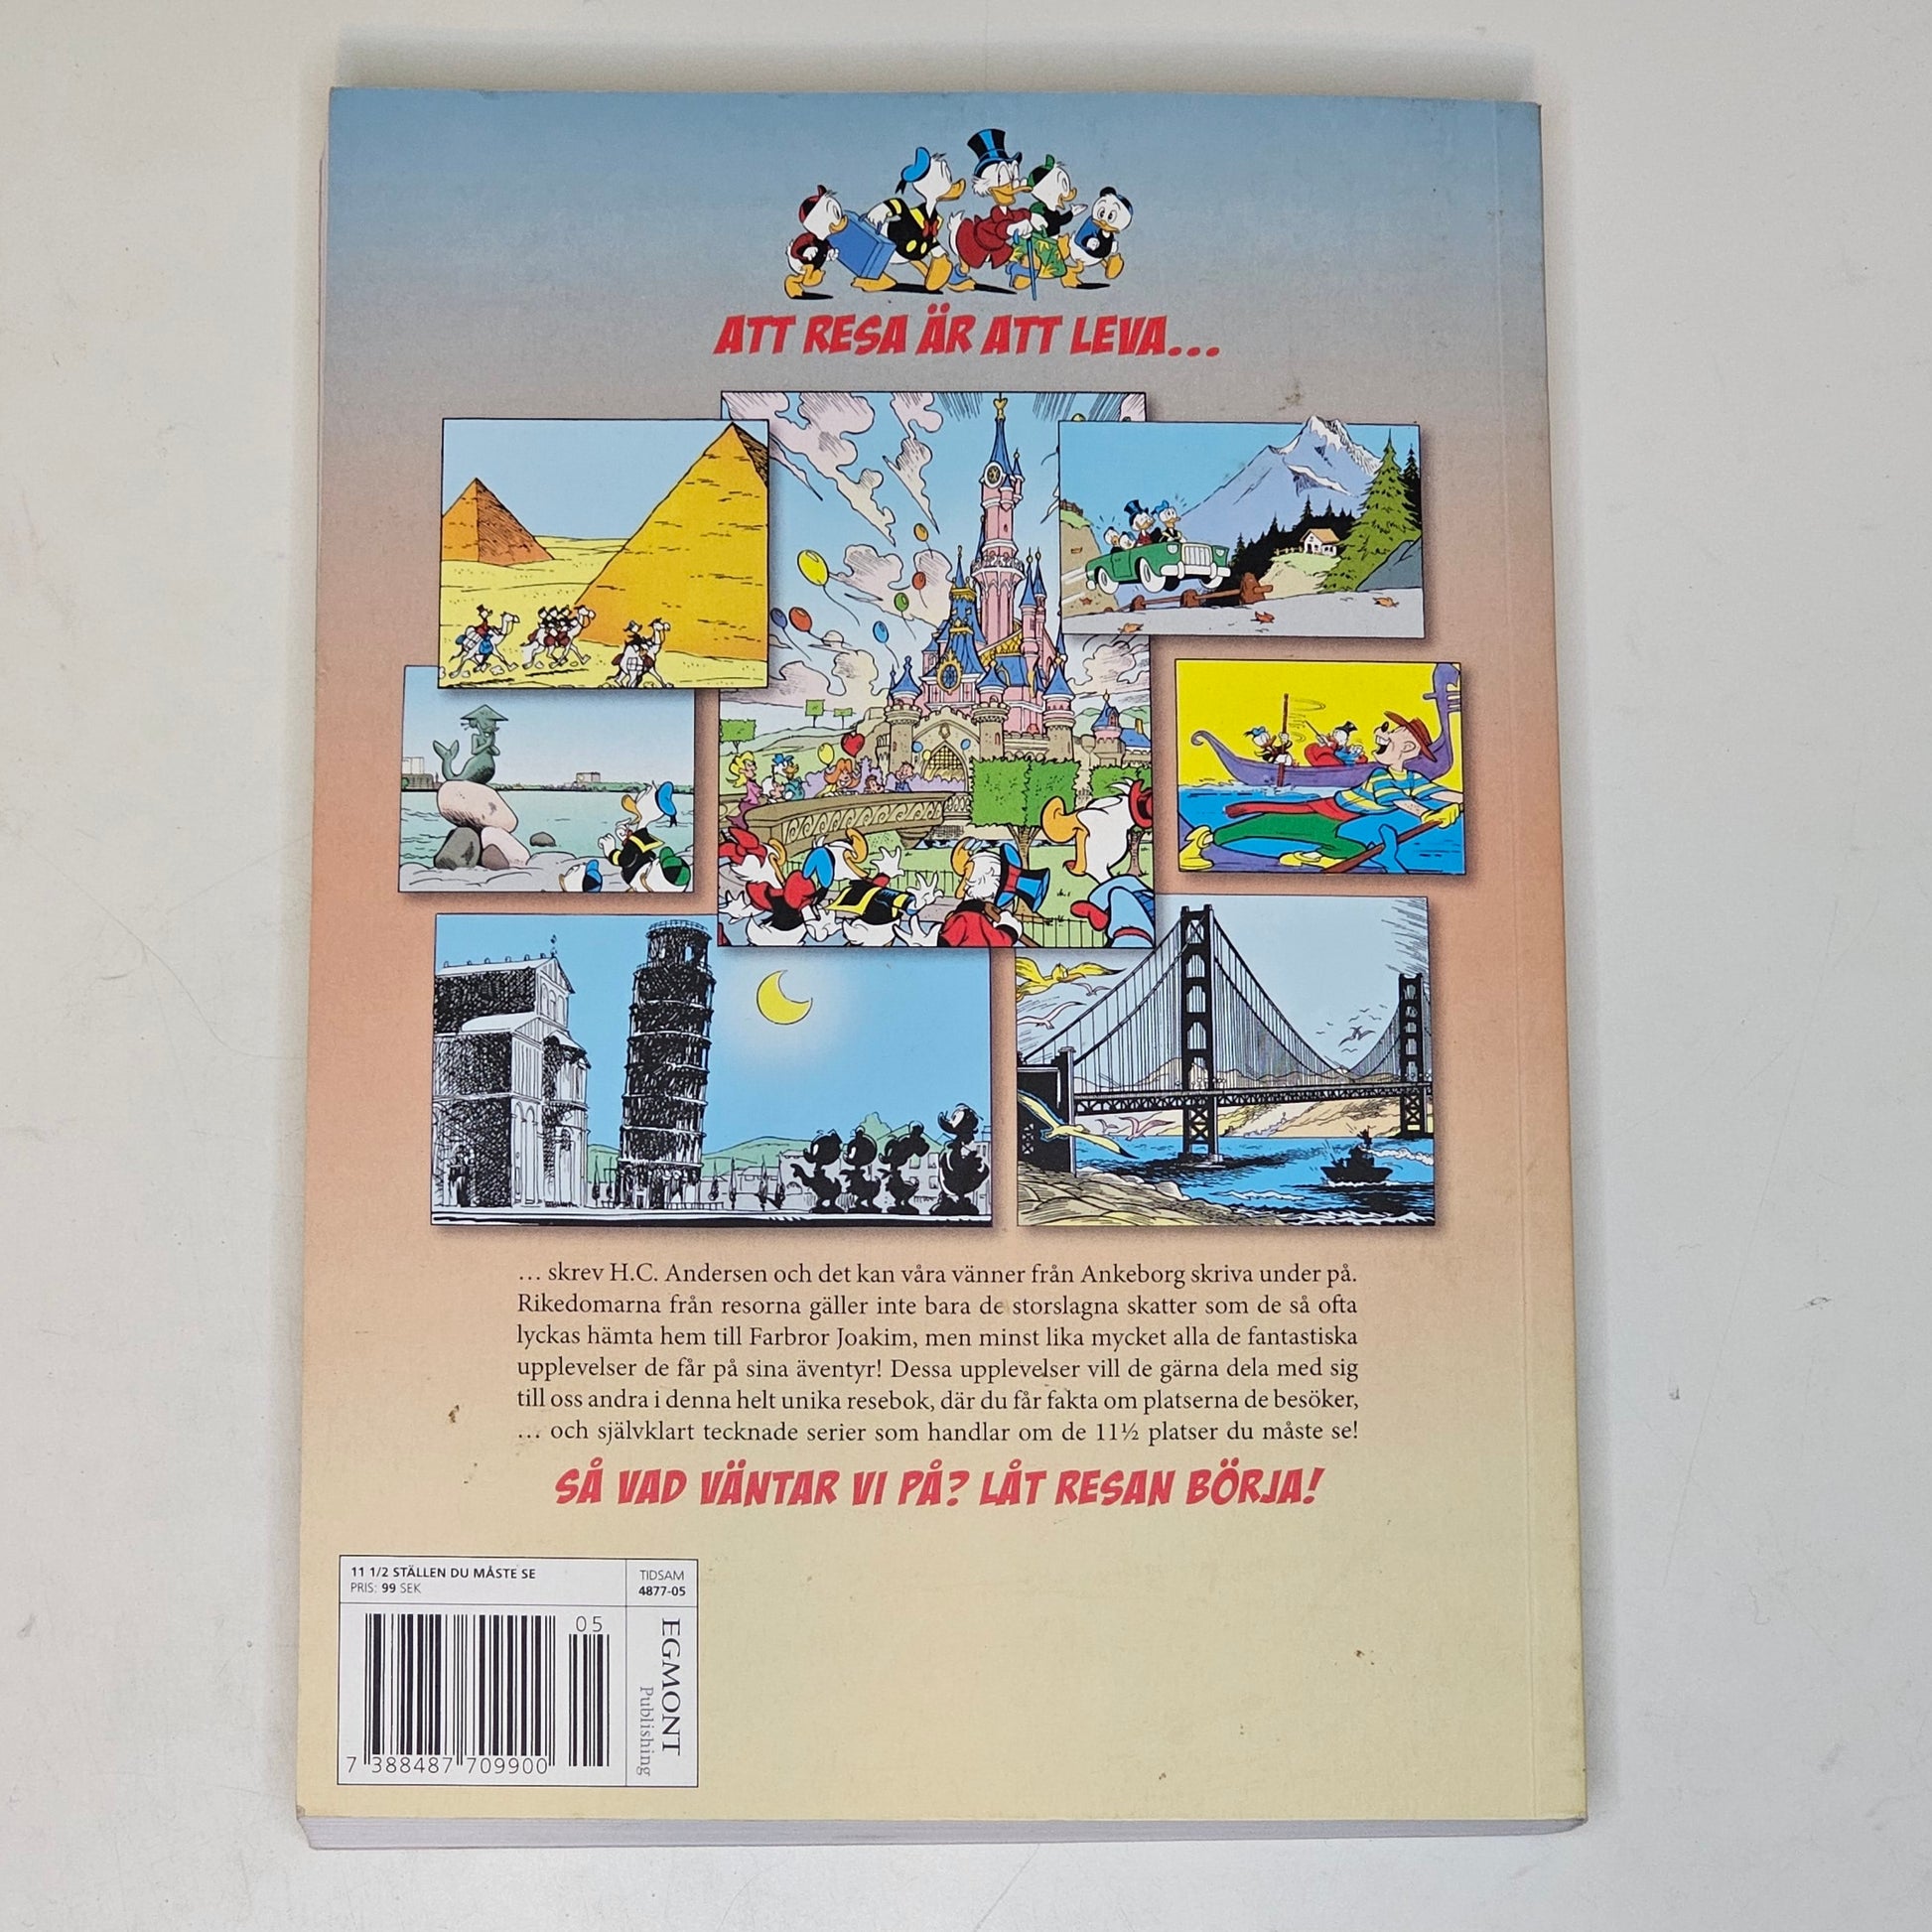 ATT RESA ÄR ATT LEVA...
... skrev H.C. Andersen och det kan våra vänner från Ankeborg skriva under på.
Rikedomarna från resorna gäller inte bara de storslagna skatter som de så ofta
lyckas hämta hem till Farbror Joakim, men minst lika mycket alla de fantastiska
upplevelser de får på sina äventyr! Dessa upplevelser vill de gärna dela med sig
till oss andra i denna helt unika resebok, där du får fakta om platserna de besöker,
... och självklart tecknade serier som handlar om de 11½ platser du måste se!
SÅ VAD VÄNTAR VI PÅ? LÅT RESAN BÖRJA!
11 1/2 STÄLLEN DU MÅSTE SE
PRIS: 99 SEK
TIDSAM
4877-05
05
7 388487 709900
EGMONT
Publishing